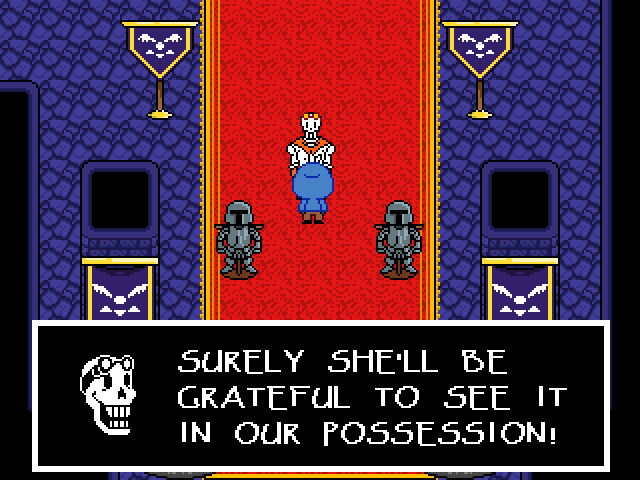 SURELY SHE'LL BE
GRATEFUL TO SEE IT
IN OUR POSSESSION!